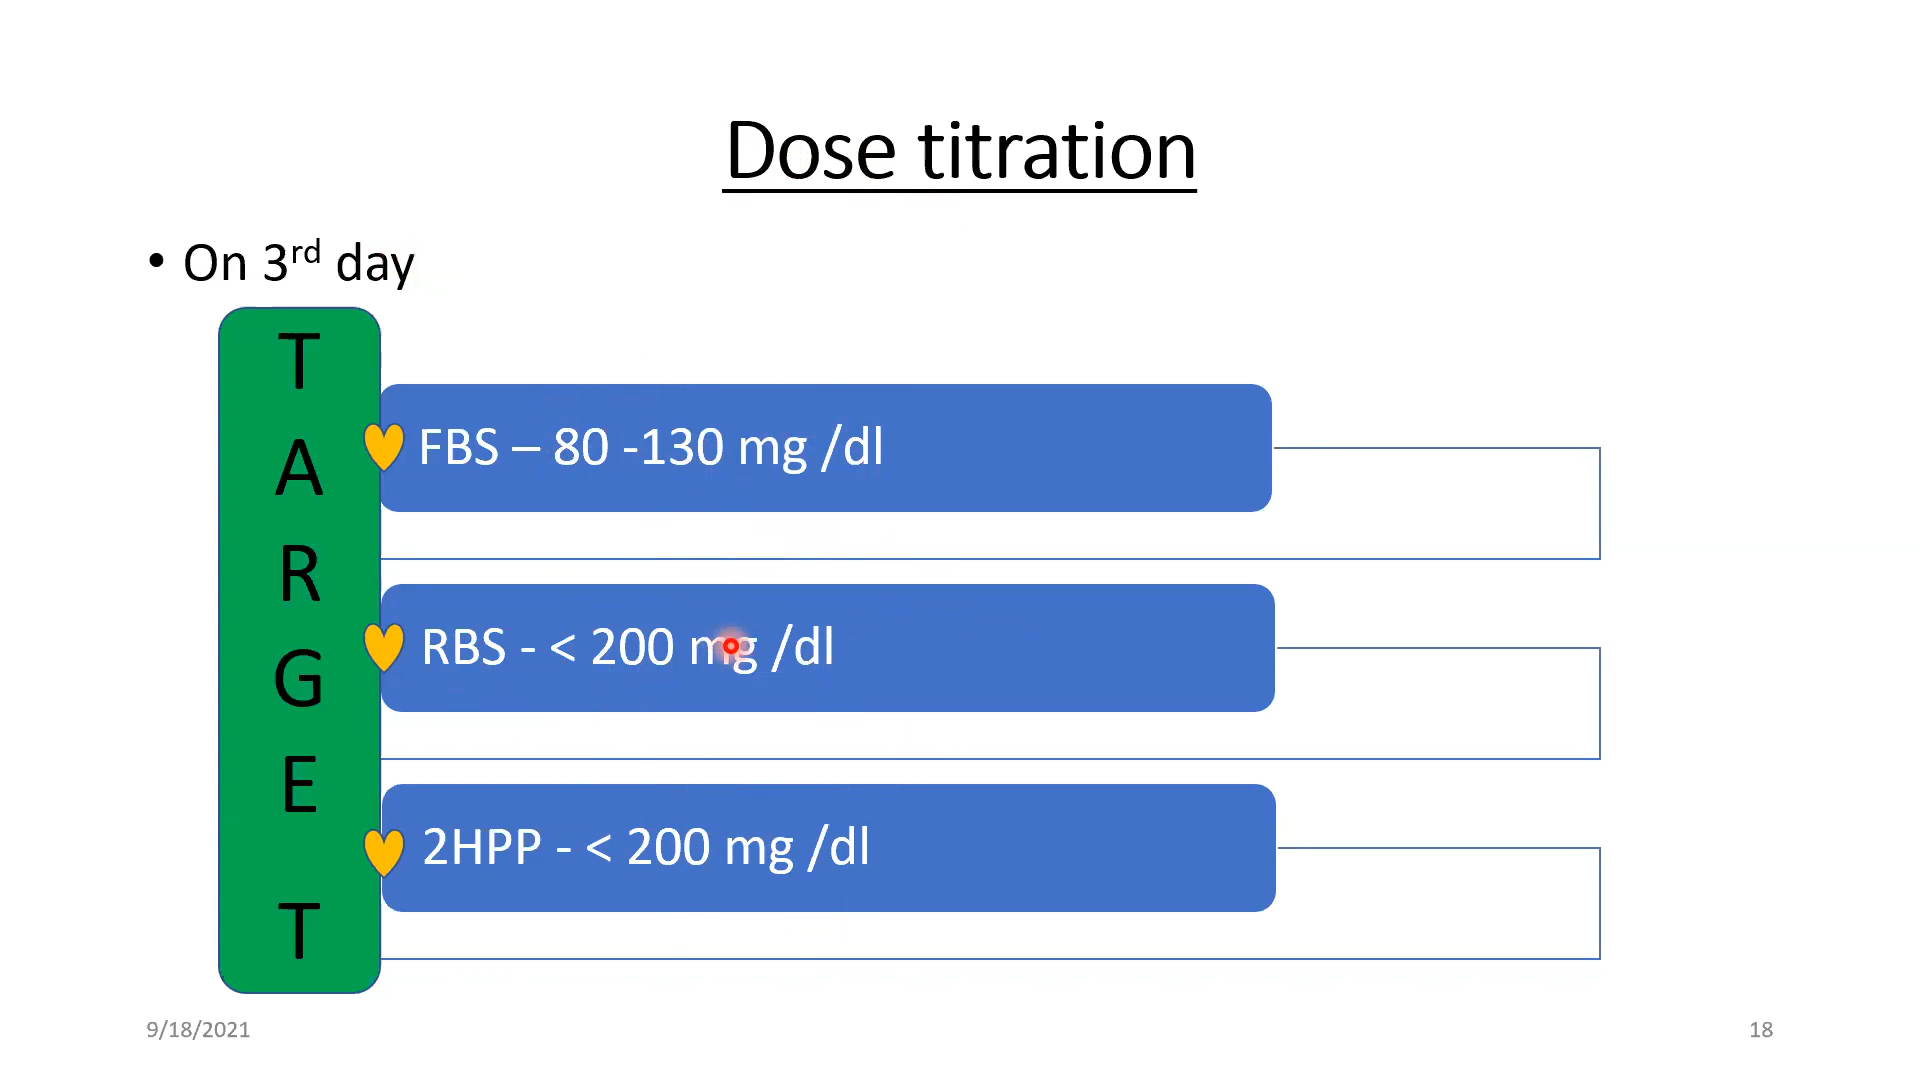 Dose titration
• On 3rd day
T
A
R
G
E
T
FBS – 80 -130 mg /dl
RBS - < 200 mg /dl
2HPP - < 200 mg /dl
9/18/2021
18